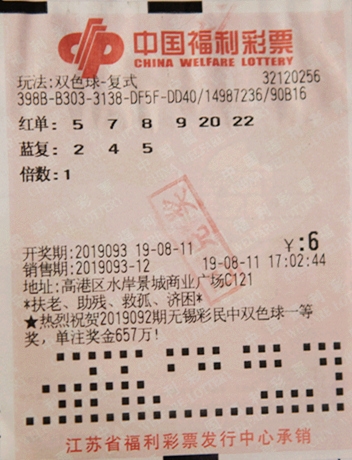 中国福利彩票
CHINA WELFARE LOTTERY
玩法:双色球-复式 32120256
398B-B303-3138-DF5F-DD40/14987236/90B16
红单: 5 7 8 9 20 22
蓝复: 2 4 5
倍数:1
兑奖
开奖期:2019093 19-08-11 ¥:6
销售期:2019093-12 19-08-11 17:02:44
地址:高港区水岸景城商业广场C121
*扶老、助残、救孤、济困*
★热烈祝贺2019092期无锡彩民中双色球一等
奖,单注奖金657万!
江苏省福利彩票发行中心承销